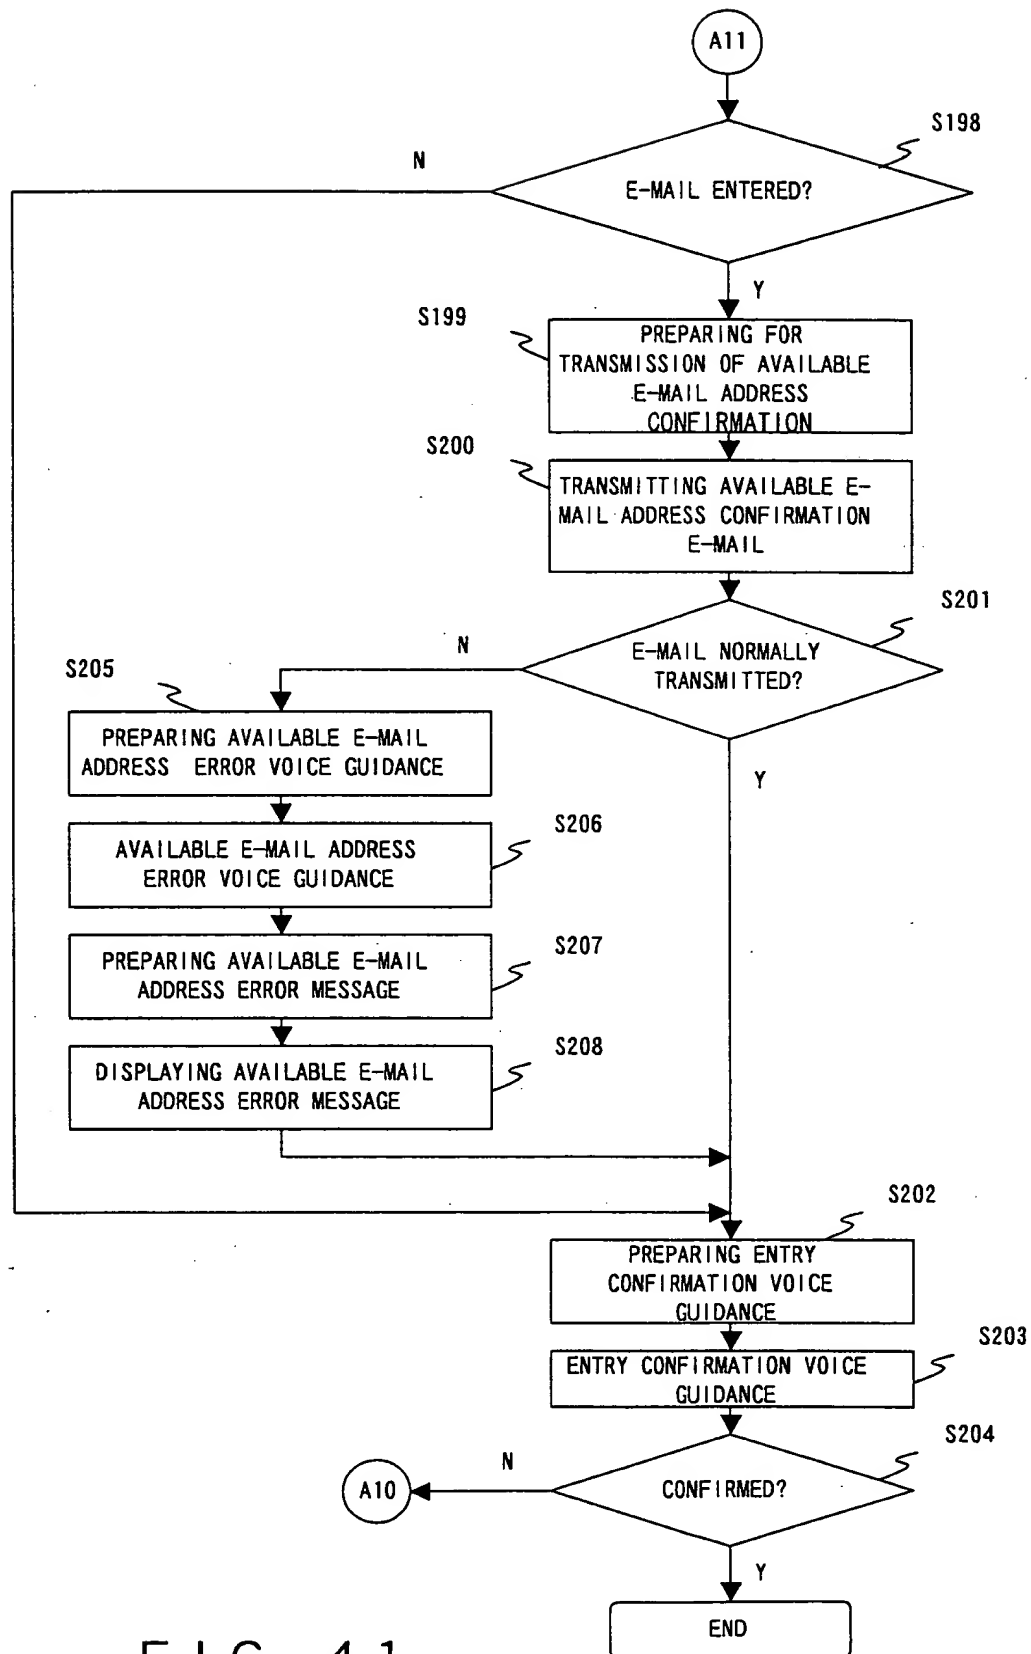 A11
S198
N
E-MAIL ENTERED?
Y
S199
PREPARING FOR
TRANSMISSION OF AVAILABLE
E-MAIL ADDRESS
CONFIRMATION
S200
TRANSMITTING AVAILABLE E-
MAIL ADDRESS CONFIRMATION
E-MAIL
S201
N
E-MAIL NORMALLY
TRANSMITTED?
S205
Y
PREPARING AVAILABLE E-MAIL
ADDRESS ERROR VOICE GUIDANCE
S206
AVAILABLE E-MAIL ADDRESS
ERROR VOICE GUIDANCE
S207
PREPARING AVAILABLE E-MAIL
ADDRESS ERROR MESSAGE
S208
DISPLAYING AVAILABLE E-MAIL
ADDRESS ERROR MESSAGE
S202
PREPARING ENTRY
CONFIRMATION VOICE
GUIDANCE
S203
ENTRY CONFIRMATION VOICE
GUIDANCE
S204
N
A10
CONFIRMED?
Y
END
FIG. 41